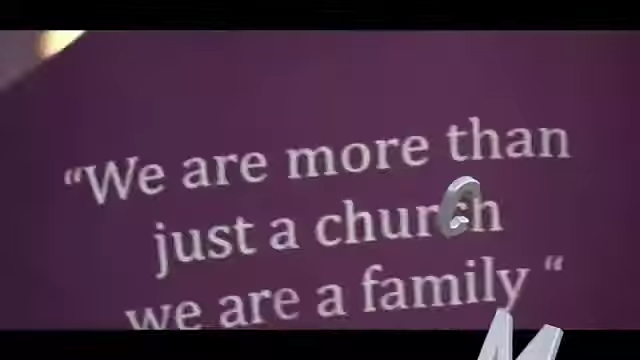 “We are more than
just a church
we are a family “